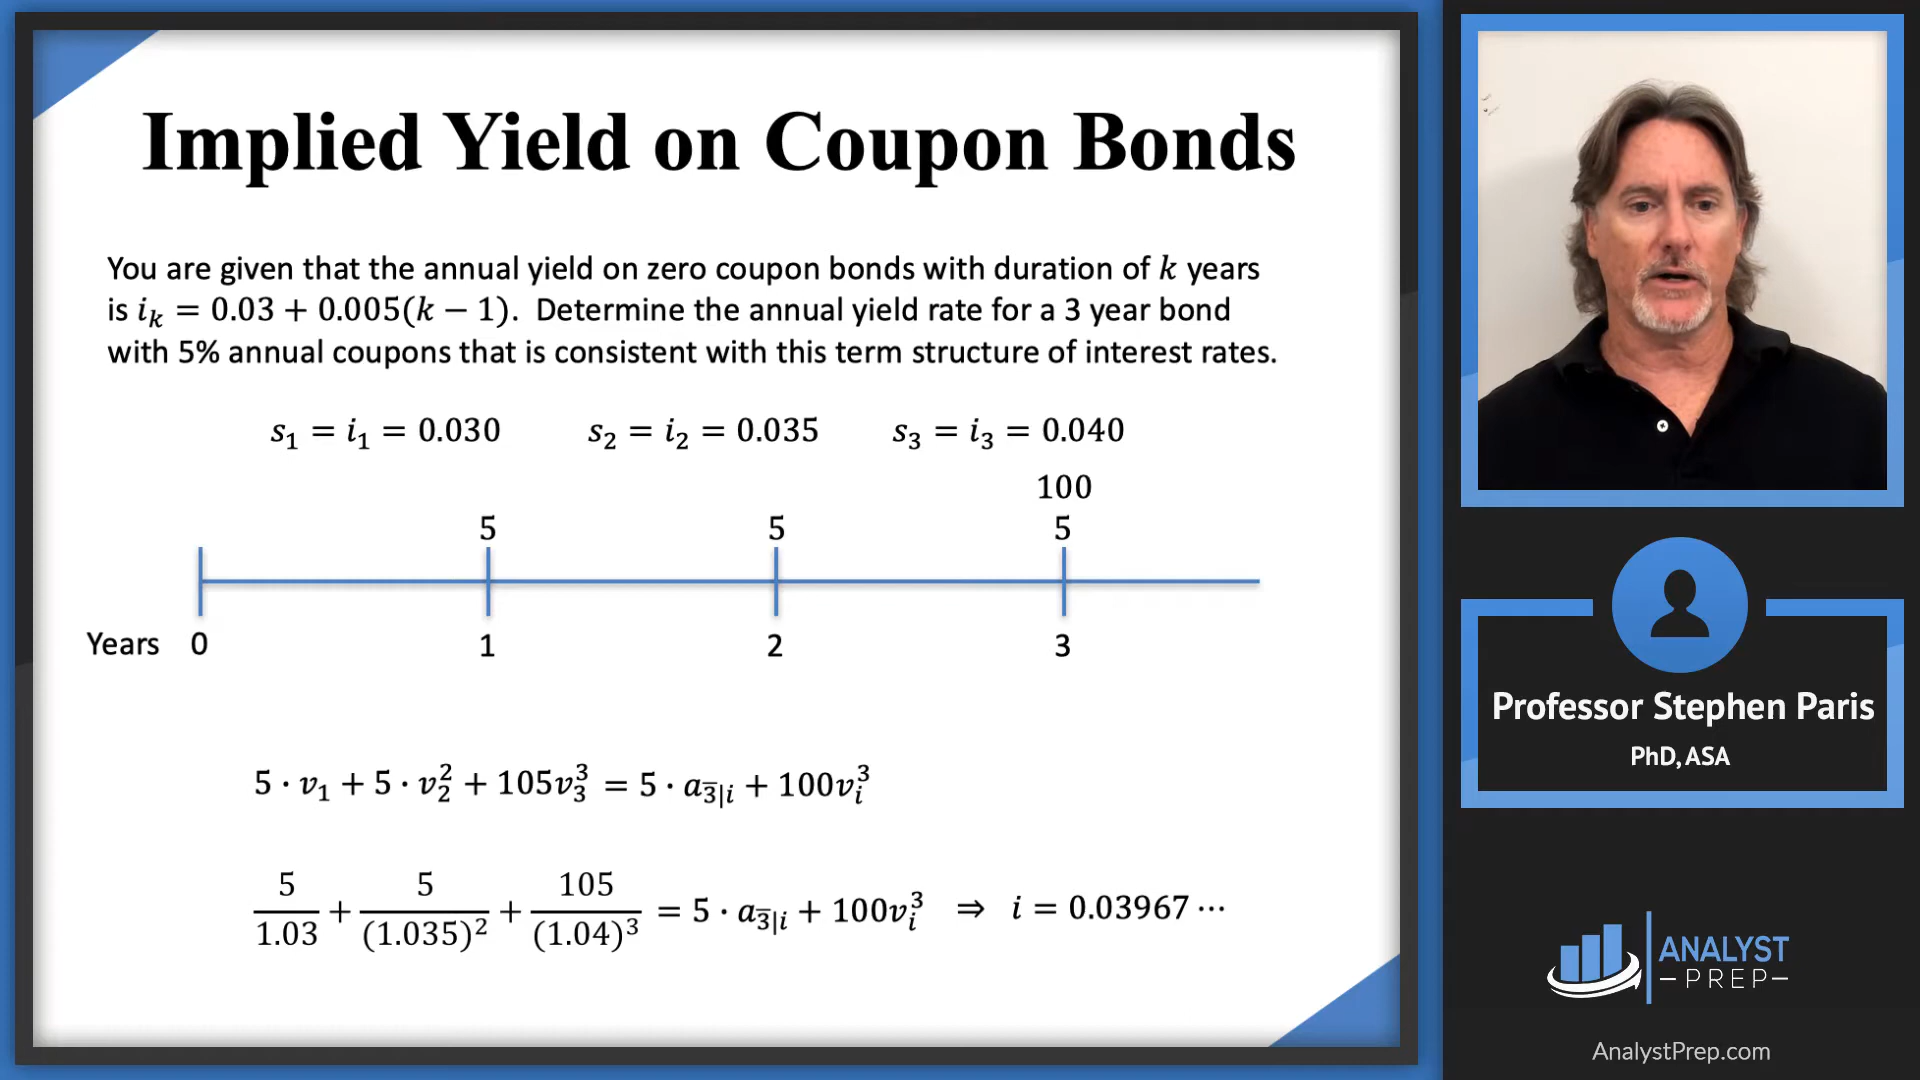 Implied Yield on Coupon Bonds
You are given that the annual yield on zero coupon bonds with duration of k years
is i_k = 0.03 + 0.005(k − 1). Determine the annual yield rate for a 3 year bond
with 5% annual coupons that is consistent with this term structure of interest rates.
s₁ = i₁ = 0.030 s₂ = i₂ = 0.035 s₃ = i₃ = 0.040
100
5 5 5
Years 0 1 2 3
5 · v₁ + 5 · v₂² + 105v₃³ = 5 · a_3̅|i + 100v_i³
5/1.03 + 5/(1.035)² + 105/(1.04)³ = 5 · a_3̅|i + 100v_i³ ⇒ i = 0.03967 ⋯
Professor Stephen Paris
PhD, ASA
ANALYST
– PREP –
AnalystPrep.com